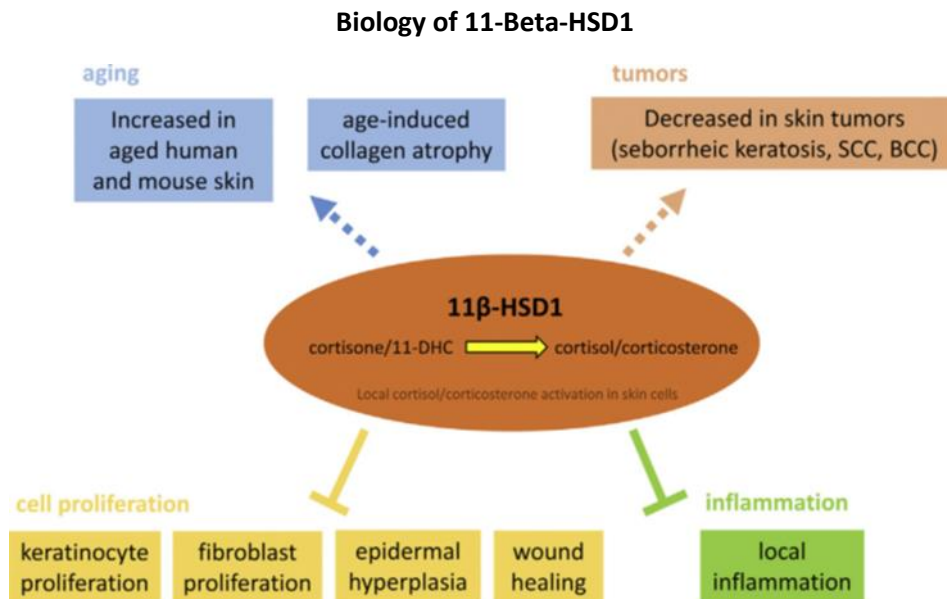 Biology of 11-Beta-HSD1
aging
tumors
Increased in
aged human
and mouse skin
age-induced
collagen atrophy
Decreased in skin tumors
(seborrheic keratosis, SCC, BCC)
11β-HSD1
cortisone/11-DHC
cortisol/corticosterone
Local cortisol/corticosterone activation in skin cells
cell proliferation
inflammation
keratinocyte
proliferation
fibroblast
proliferation
epidermal
hyperplasia
wound
healing
local
inflammation